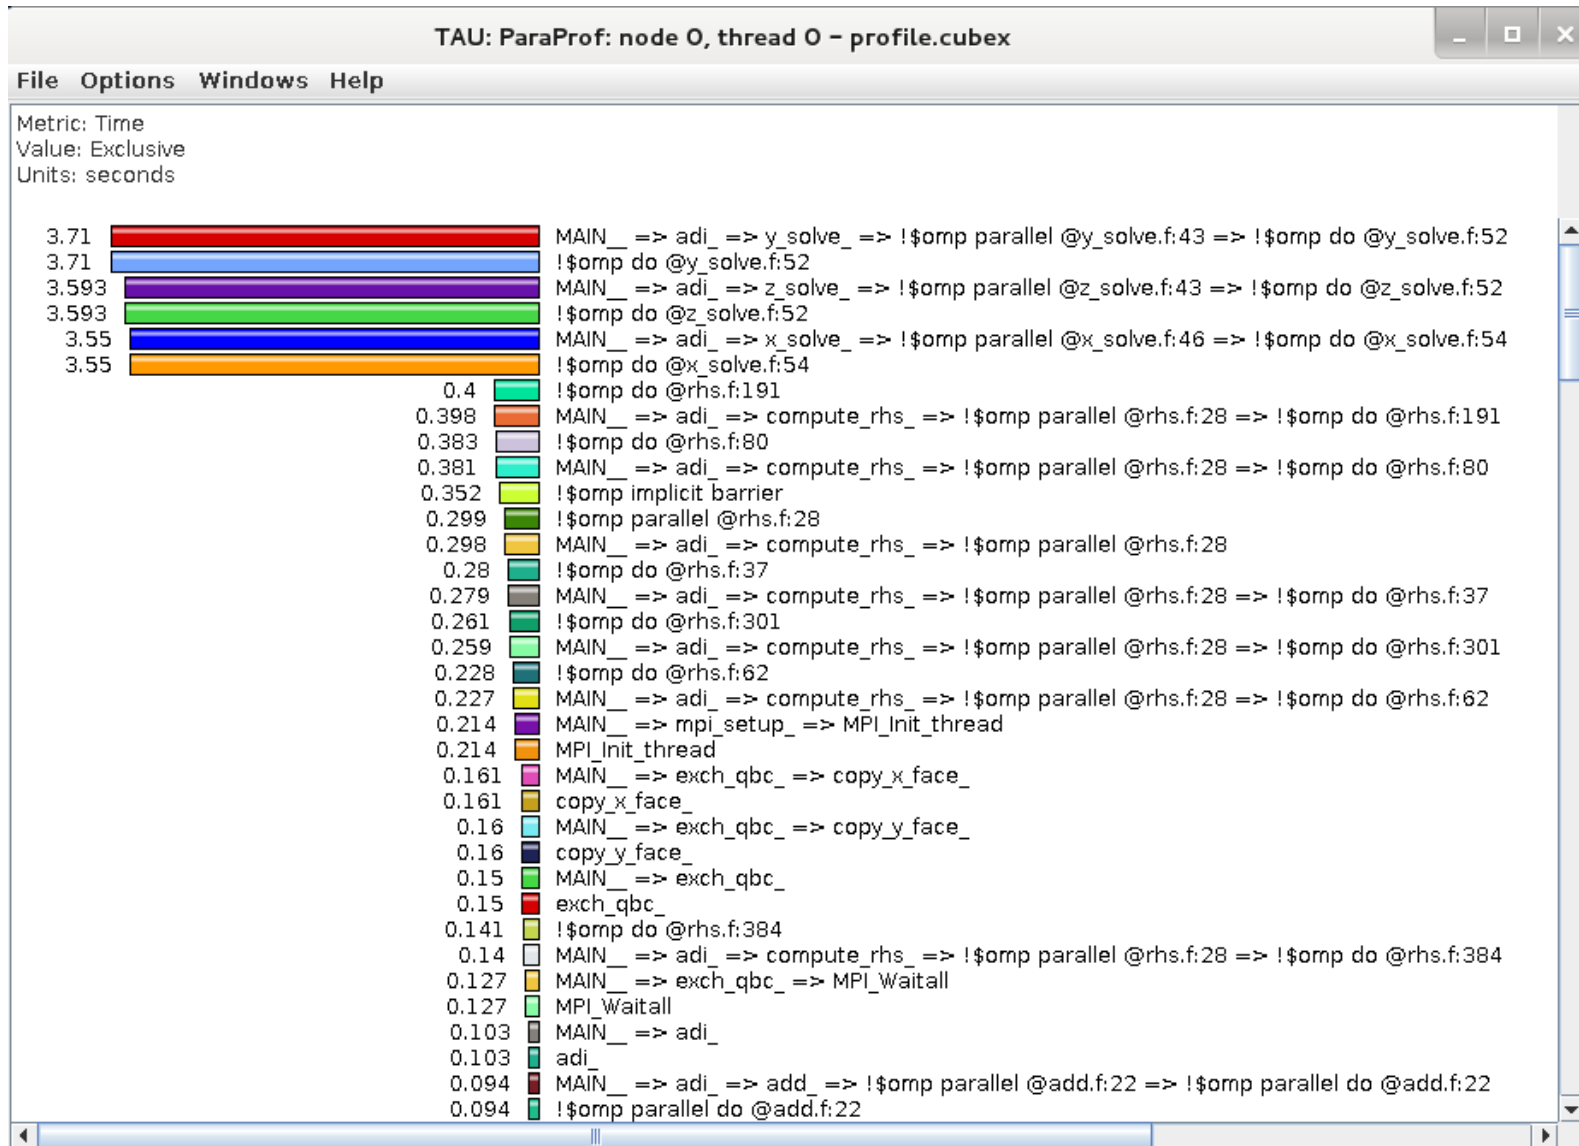 TAU: ParaProf: node 0, thread 0 – profile.cubex
File Options Windows Help
Metric: Time
Value: Exclusive
Units: seconds
3.71 MAIN__ => adi_ => y_solve_ => !$omp parallel @y_solve.f:43 => !$omp do @y_solve.f:52
3.71 !$omp do @y_solve.f:52
3.593 MAIN__ => adi_ => z_solve_ => !$omp parallel @z_solve.f:43 => !$omp do @z_solve.f:52
3.593 !$omp do @z_solve.f:52
3.55 MAIN__ => adi_ => x_solve_ => !$omp parallel @x_solve.f:46 => !$omp do @x_solve.f:54
3.55 !$omp do @x_solve.f:54
0.4 !$omp do @rhs.f:191
0.398 MAIN__ => adi_ => compute_rhs_ => !$omp parallel @rhs.f:28 => !$omp do @rhs.f:191
0.383 !$omp do @rhs.f:80
0.381 MAIN__ => adi_ => compute_rhs_ => !$omp parallel @rhs.f:28 => !$omp do @rhs.f:80
0.352 !$omp implicit barrier
0.299 !$omp parallel @rhs.f:28
0.298 MAIN__ => adi_ => compute_rhs_ => !$omp parallel @rhs.f:28
0.28 !$omp do @rhs.f:37
0.279 MAIN__ => adi_ => compute_rhs_ => !$omp parallel @rhs.f:28 => !$omp do @rhs.f:37
0.261 !$omp do @rhs.f:301
0.259 MAIN__ => adi_ => compute_rhs_ => !$omp parallel @rhs.f:28 => !$omp do @rhs.f:301
0.228 !$omp do @rhs.f:62
0.227 MAIN__ => adi_ => compute_rhs_ => !$omp parallel @rhs.f:28 => !$omp do @rhs.f:62
0.214 MAIN__ => mpi_setup_ => MPI_Init_thread
0.214 MPI_Init_thread
0.161 MAIN__ => exch_qbc_ => copy_x_face_
0.161 copy_x_face_
0.16 MAIN__ => exch_qbc_ => copy_y_face_
0.16 copy_y_face_
0.15 MAIN__ => exch_qbc_
0.15 exch_qbc_
0.141 !$omp do @rhs.f:384
0.14 MAIN__ => adi_ => compute_rhs_ => !$omp parallel @rhs.f:28 => !$omp do @rhs.f:384
0.127 MAIN__ => exch_qbc_ => MPI_Waitall
0.127 MPI_Waitall
0.103 MAIN__ => adi_
0.103 adi_
0.094 MAIN__ => adi_ => add_ => !$omp parallel @add.f:22 => !$omp parallel do @add.f:22
0.094 !$omp parallel do @add.f:22